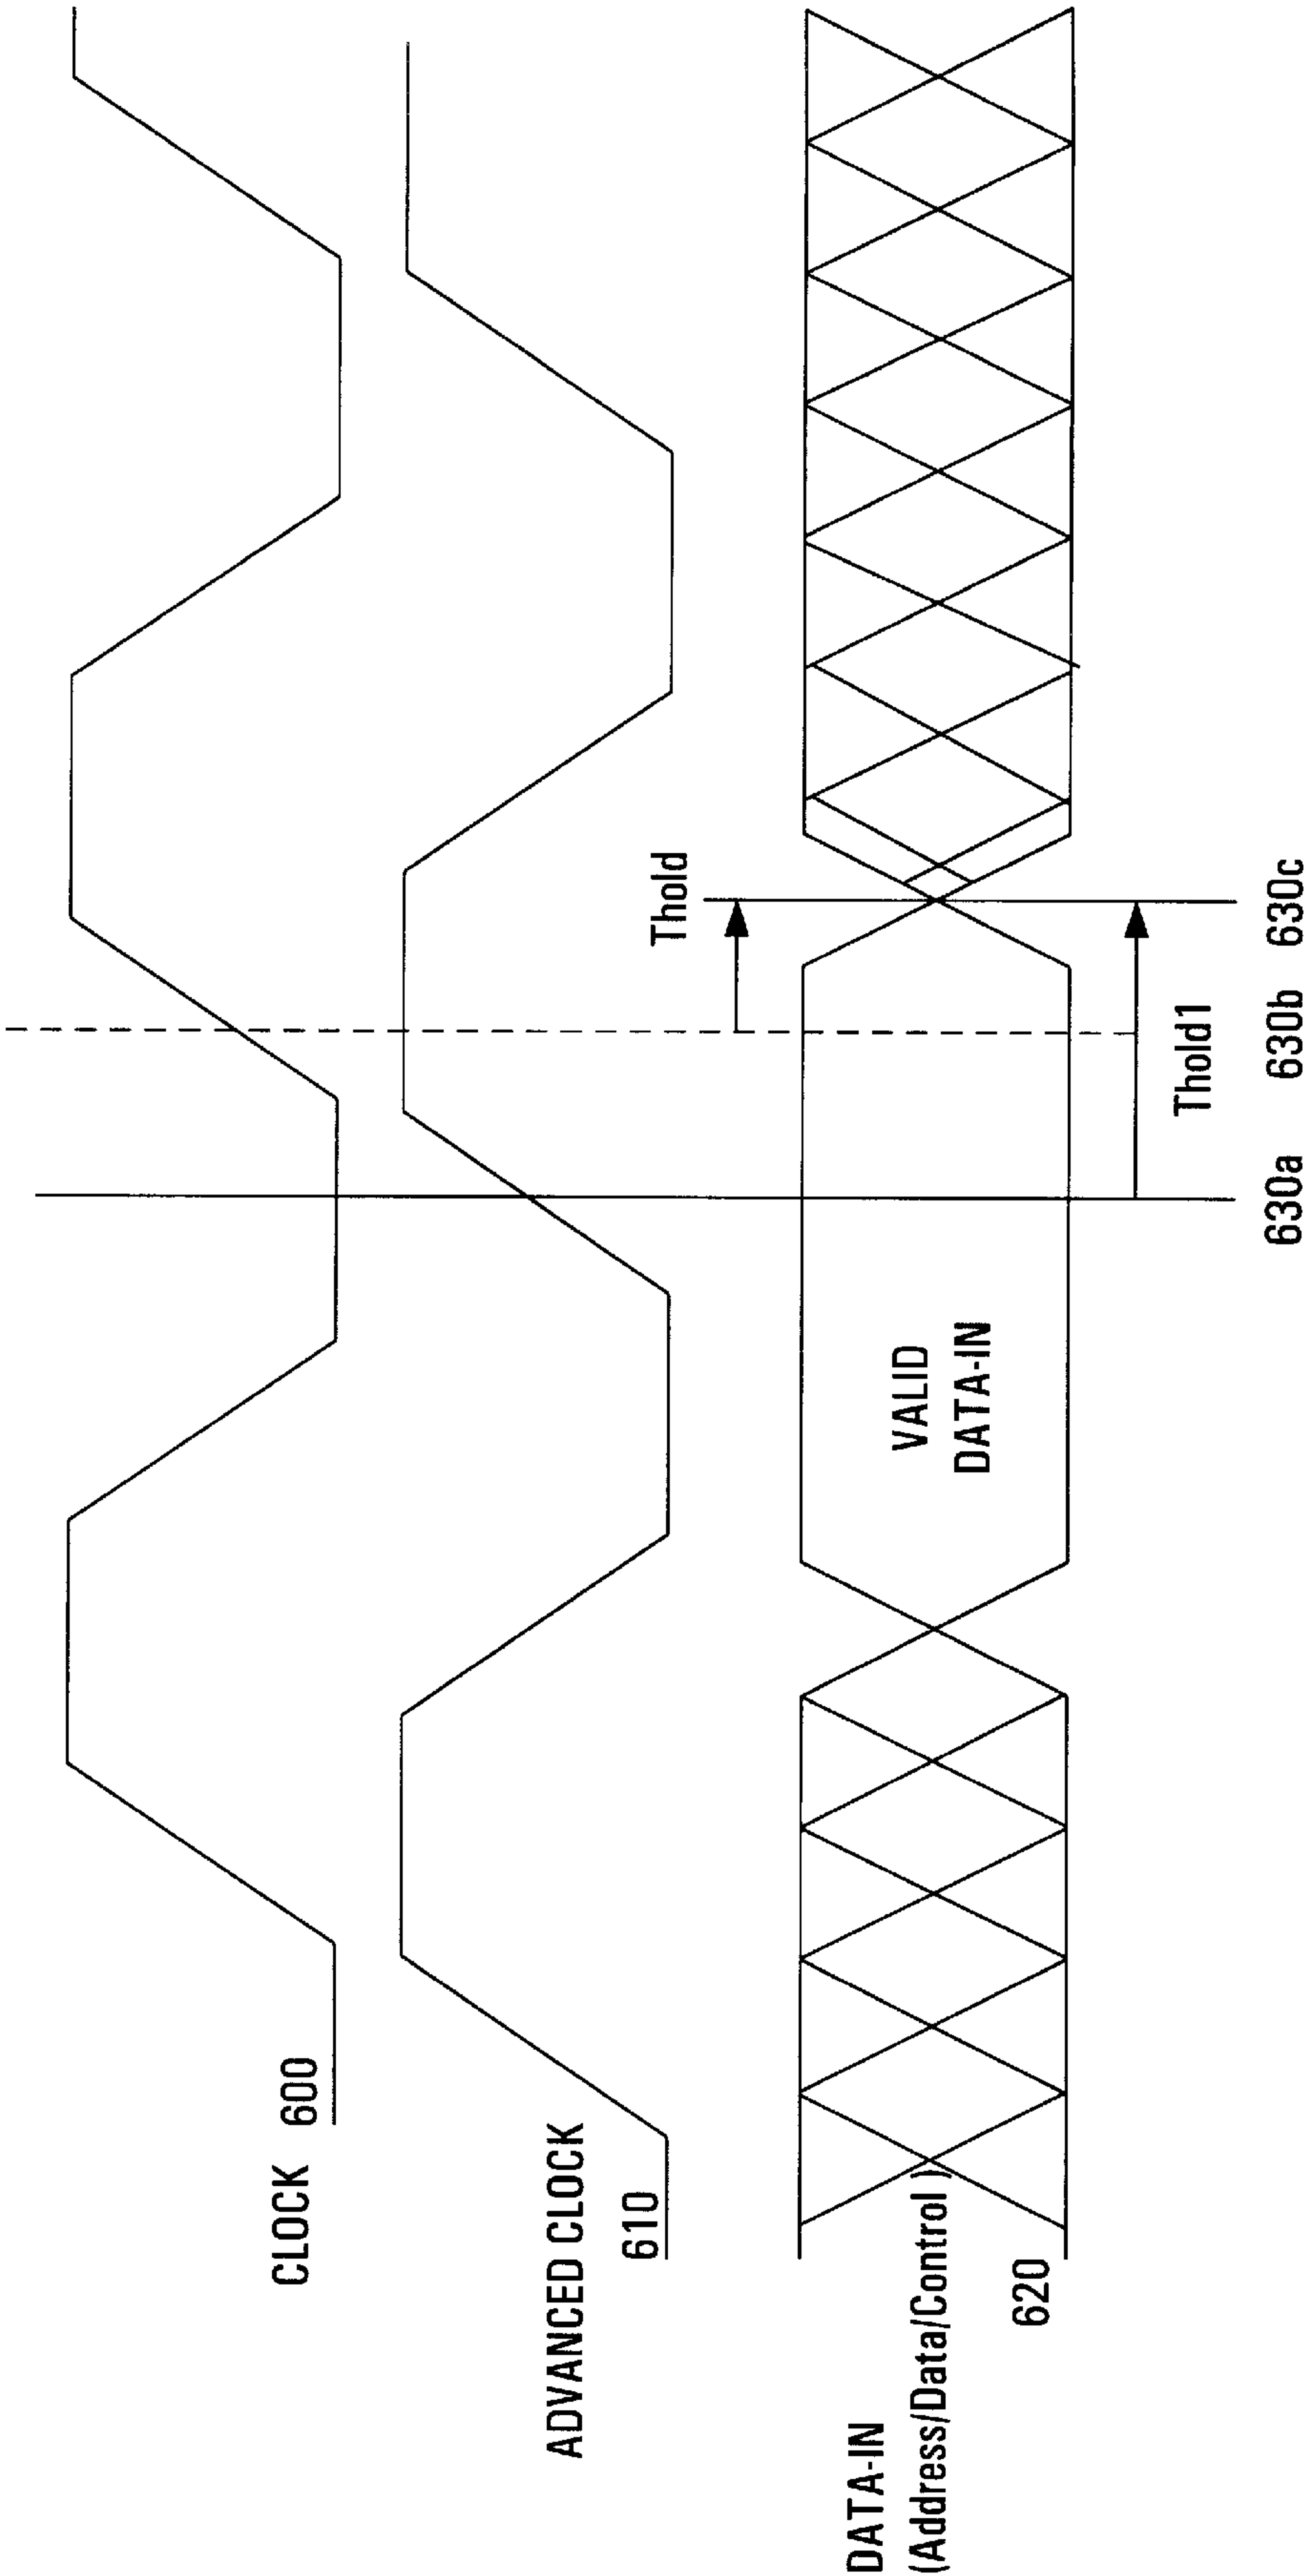 CLOCK 600
ADVANCED CLOCK
610
Thold
VALID
DATA-IN
DATA-IN
(Address/Data/Control)
620
Thold1
630a 630b 630c